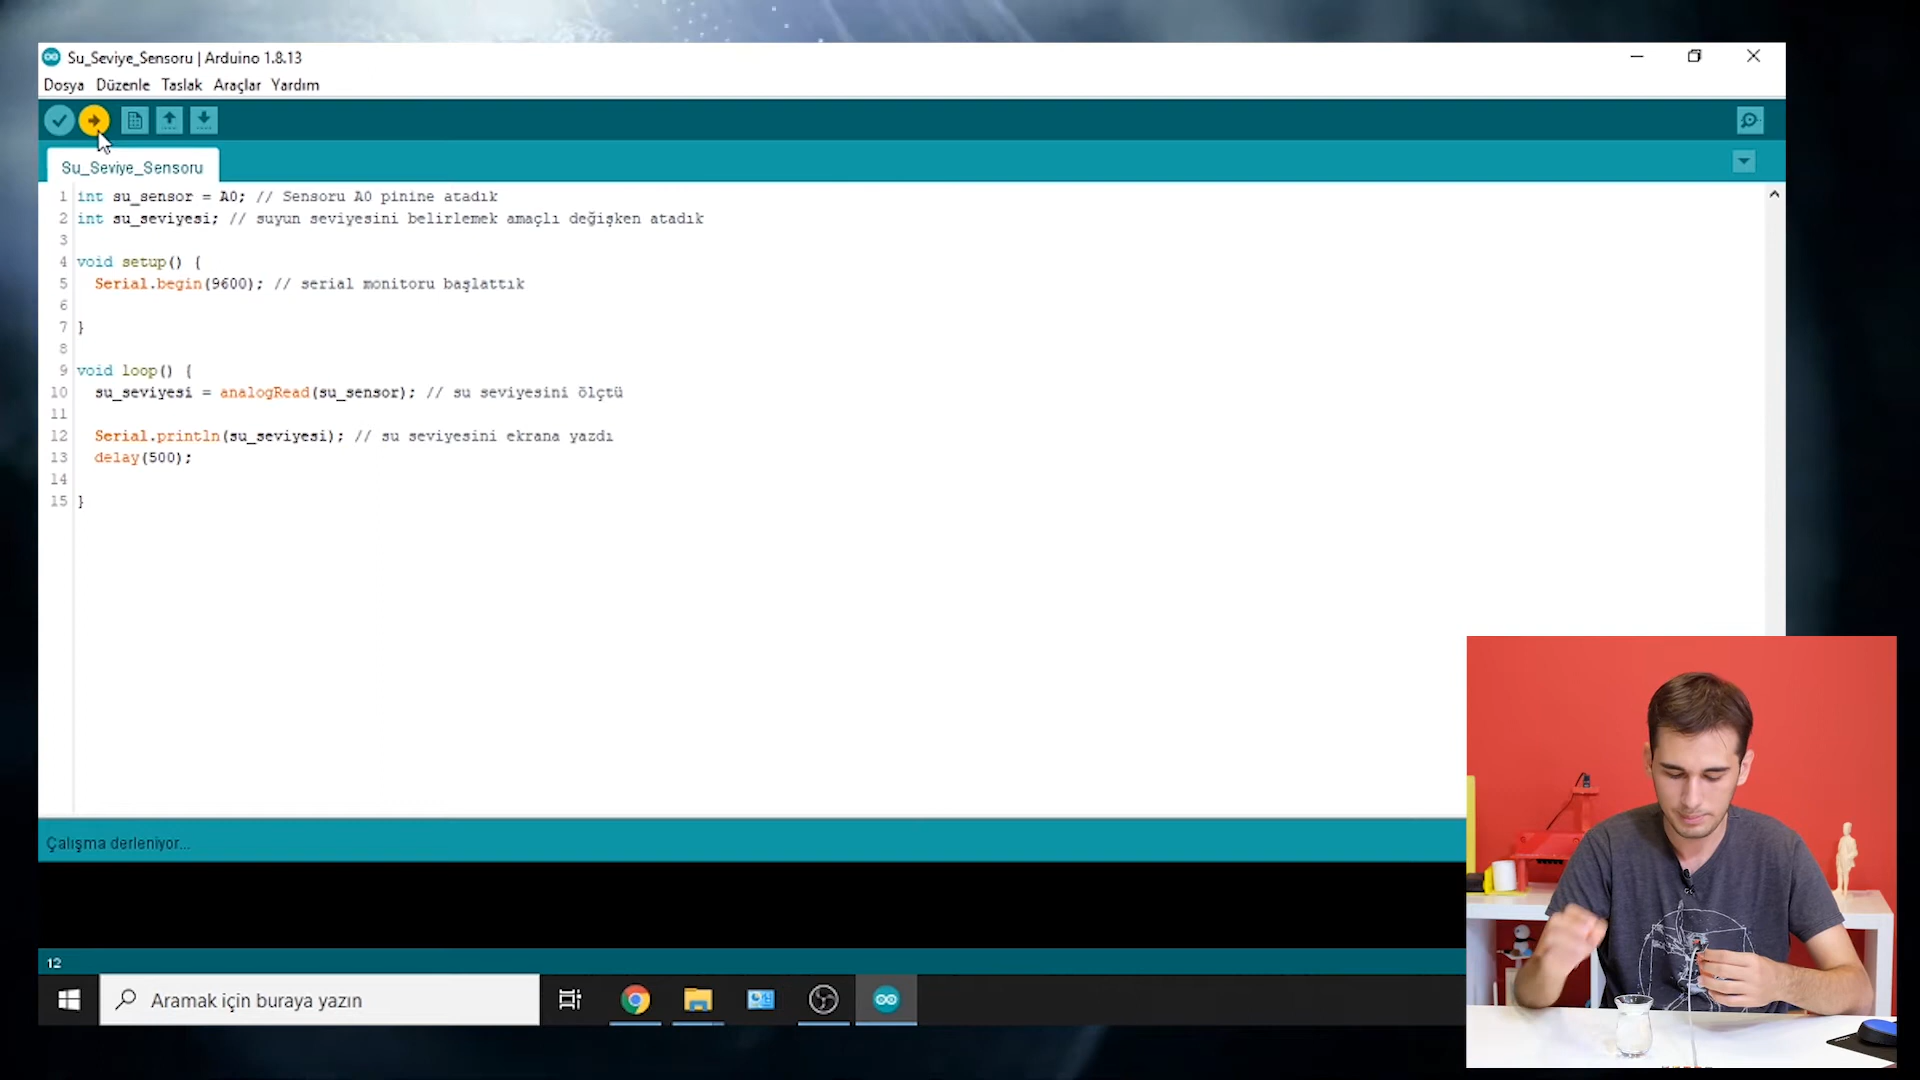 Su_Seviye_Sensoru | Arduino 1.8.13
Dosya Düzenle Taslak Araçlar Yardım
Su_Seviye_Sensoru
1 int su_sensor = A0; // Sensoru A0 pinine atadık
2 int su_seviyesi; // suyun seviyesini belirlemek amaçlı değişken atadık
3
4 void setup() {
5 Serial.begin(9600); // serial monitoru başlattık
6
7 }
8
9 void loop() {
10 su_seviyesi = analogRead(su_sensor); // su seviyesini ölçtü
11
12 Serial.println(su_seviyesi); // su seviyesini ekrana yazdı
13 delay(500);
14
15 }
Çalışma derleniyor...
12
Aramak için buraya yazın